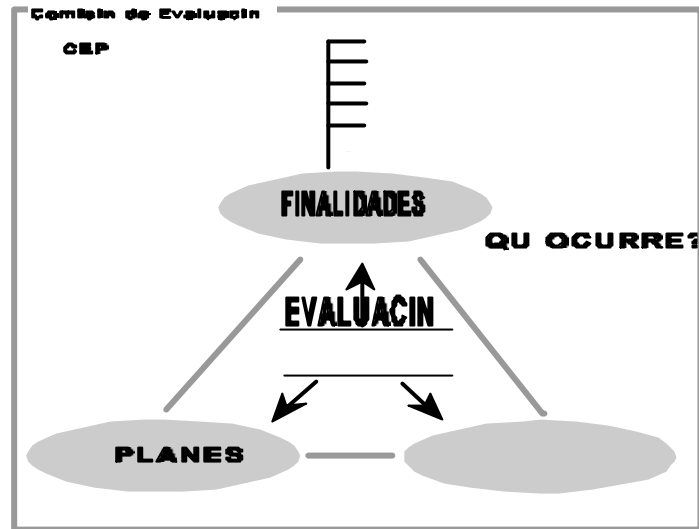 Comisin de Evaluacin
CEP
FINALIDADES
QU OCURRE?
EVALUACIN
PLANES